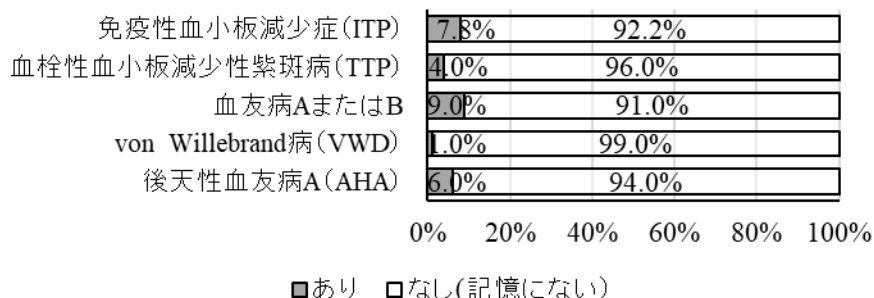 免疫性血小板減少症(ITP) 7.8% 92.2%
血栓性血小板減少性紫斑病(TTP) 4.0% 96.0%
血友病AまたはB 9.0% 91.0%
von Willebrand病(VWD) 1.0% 99.0%
後天性血友病A(AHA) 6.0% 94.0%
0% 20% 40% 60% 80% 100%
あり なし(記憶にない)